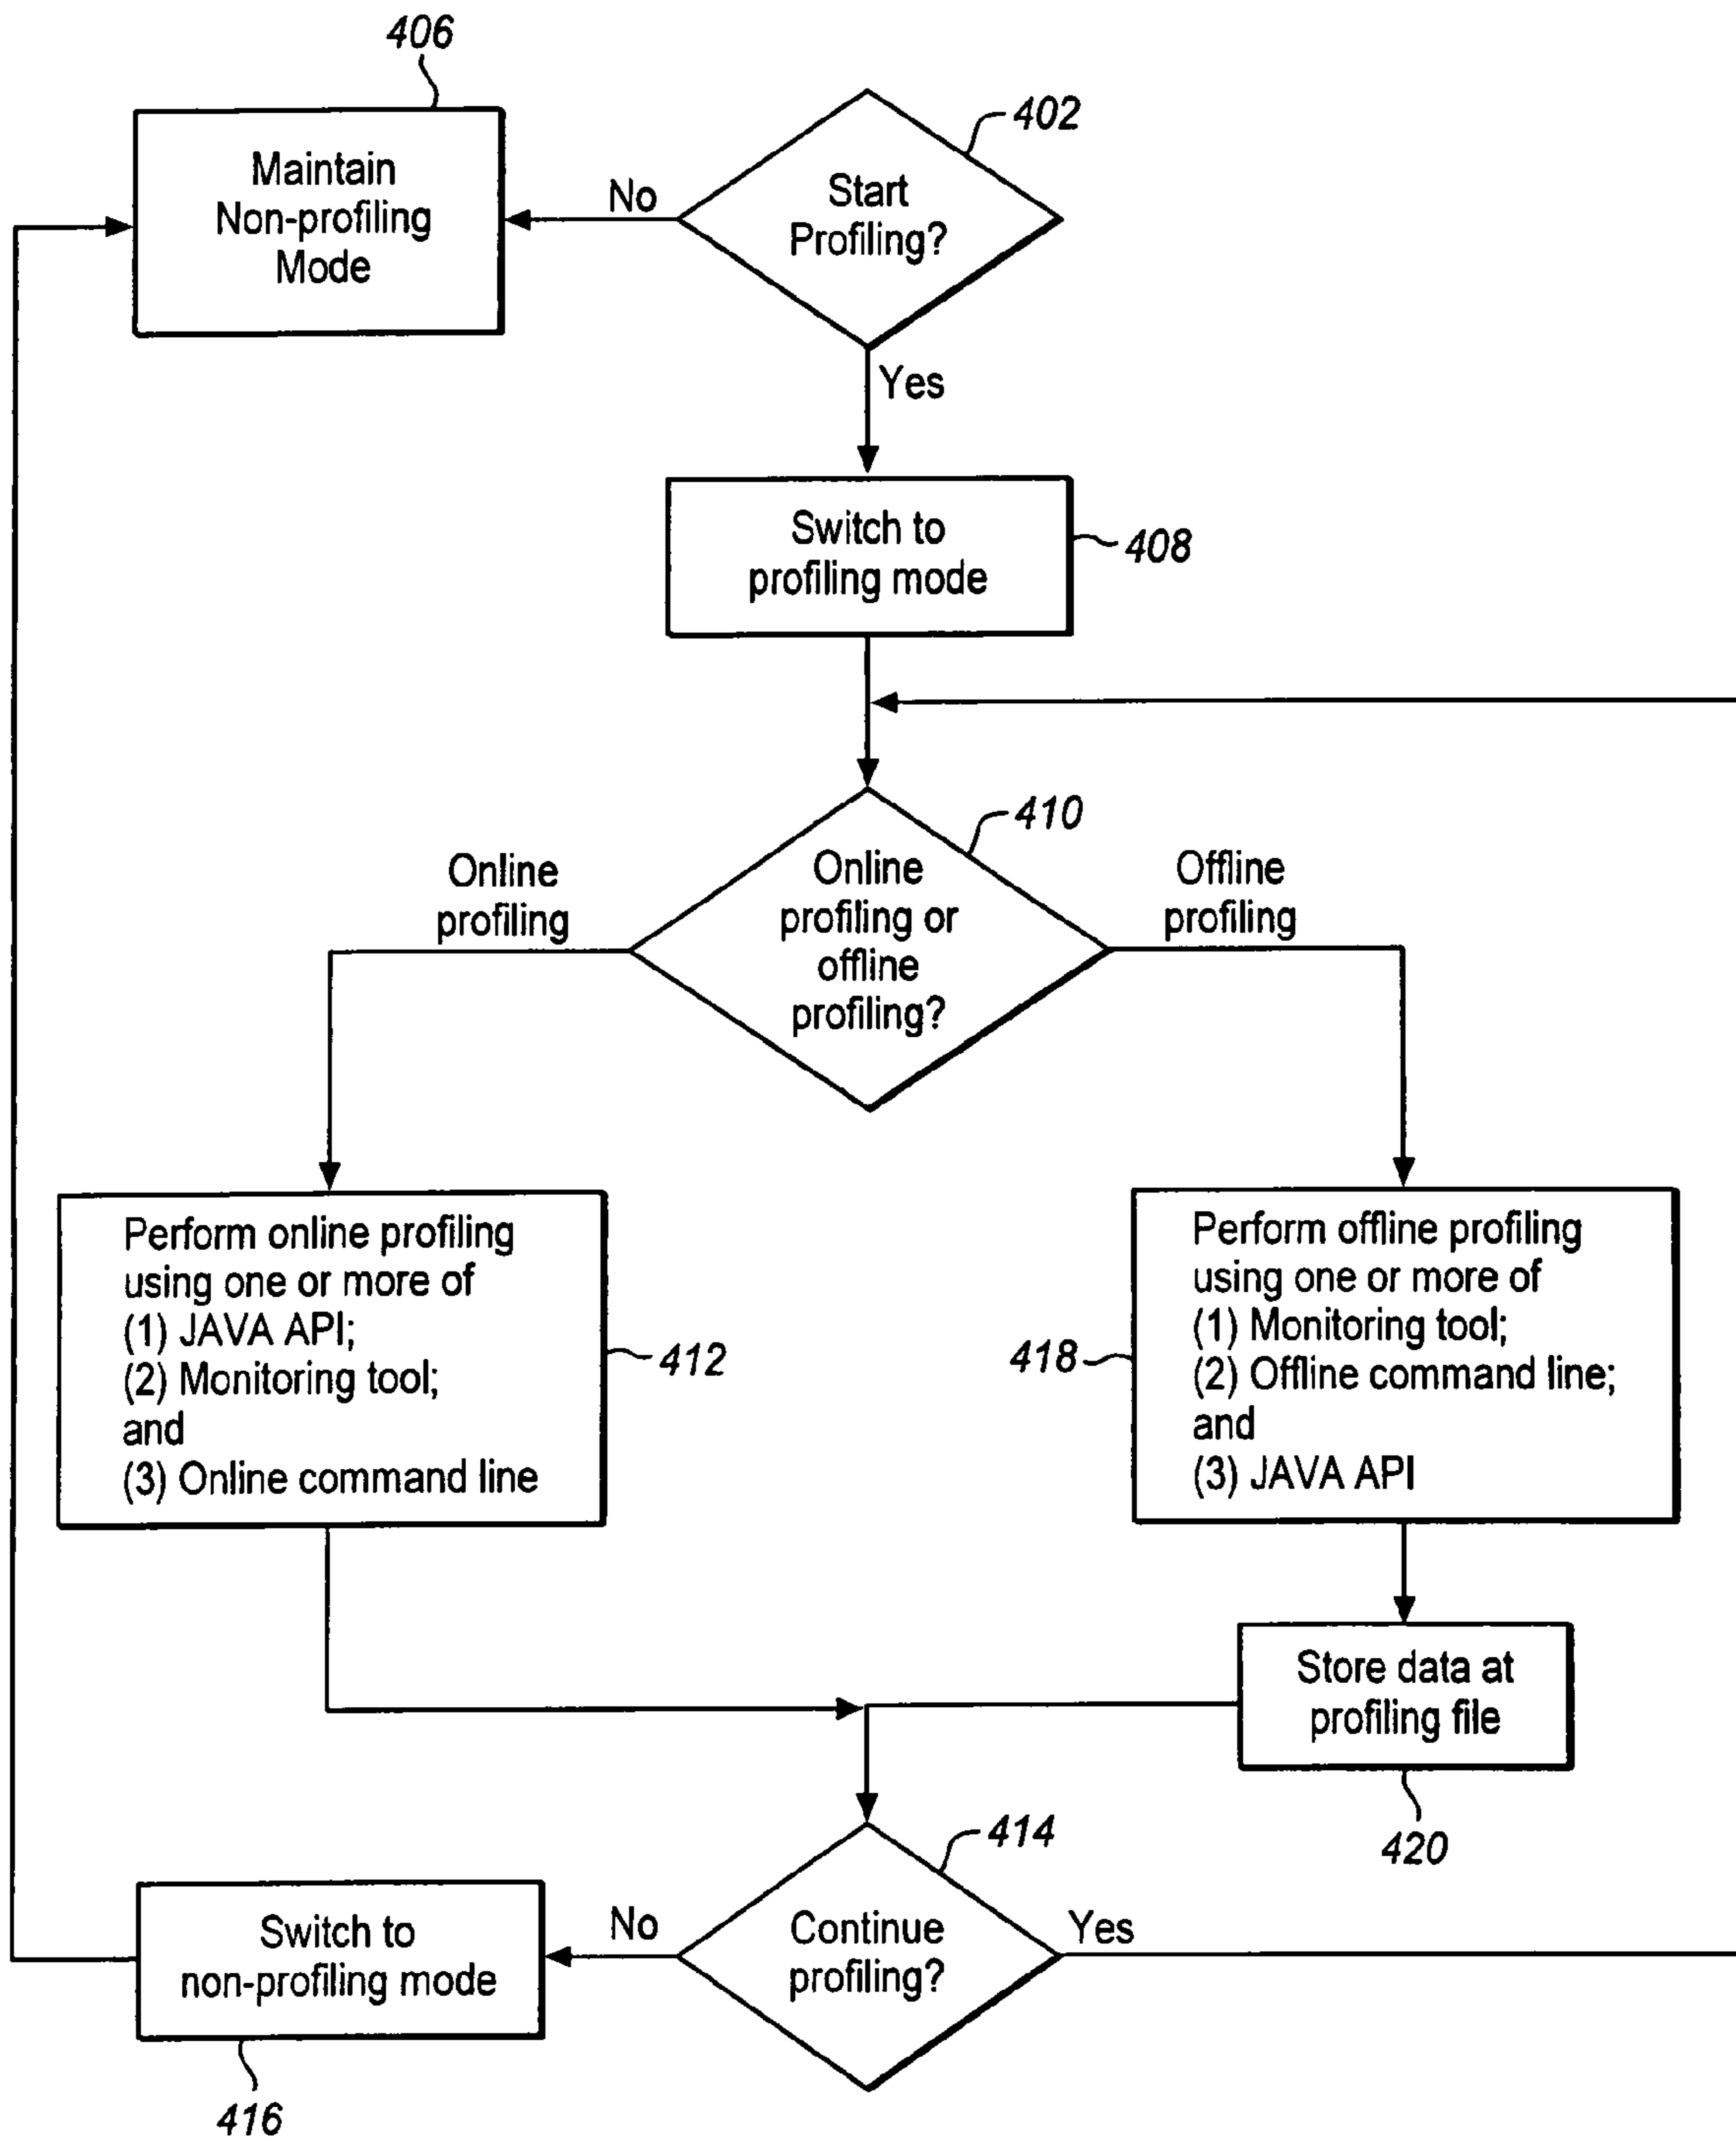 406
402
Maintain
Non-profiling
Mode
No
Start
Profiling?
Yes
Switch to
profiling mode
408
410
Online
profiling
Online
profiling or
offline
profiling?
Offline
profiling
Perform online profiling
using one or more of
(1) JAVA API;
(2) Monitoring tool;
and
(3) Online command line
412
418
Perform offline profiling
using one or more of
(1) Monitoring tool;
(2) Offline command line;
and
(3) JAVA API
Store data at
profiling file
420
414
Switch to
non-profiling mode
No
Continue
profiling?
Yes
416